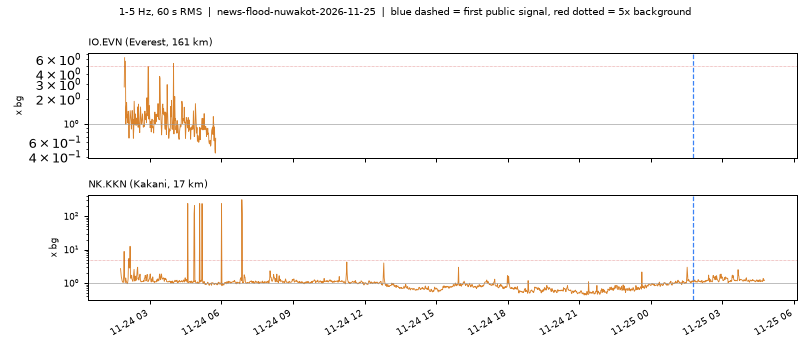 1-5 Hz, 60 s RMS | news-flood-nuwakot-2026-11-25 | blue dashed = first public signal, red dotted = 5x background
IO.EVN (Everest, 161 km)
6 × 10⁰
4 × 10⁰
3 × 10⁰
2 × 10⁰
10⁰
6 × 10⁻¹
4 × 10⁻¹
x bg
NK.KKN (Kakani, 17 km)
10²
10¹
10⁰
x bg
11-24 03
11-24 06
11-24 09
11-24 12
11-24 15
11-24 18
11-24 21
11-25 00
11-25 03
11-25 06